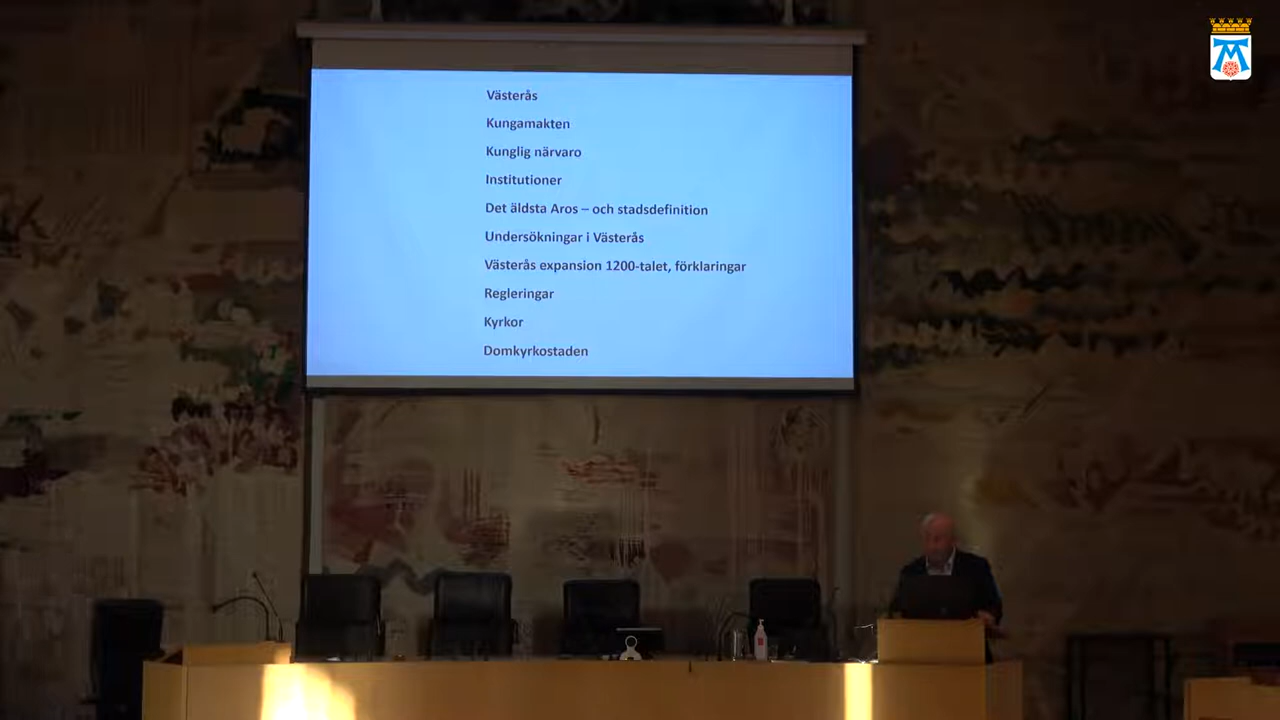 Västerås
Kungamakten
Kunglig närvaro
Institutioner
Det äldsta Aros – och stadsdefinition
Undersökningar i Västerås
Västerås expansion 1200-talet, förklaringar
Regleringar
Kyrkor
Domkyrkostaden